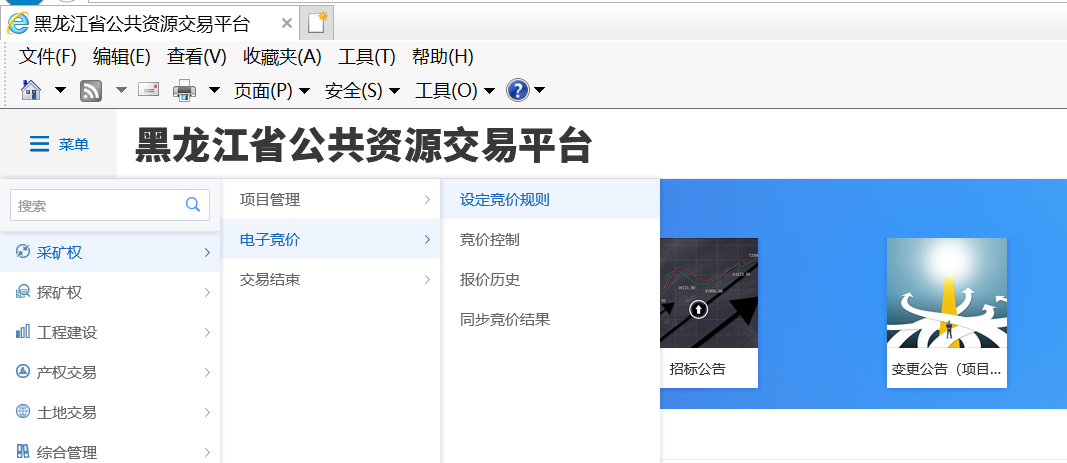 黑龙江省公共资源交易平台
文件(F) 编辑(E) 查看(V) 收藏夹(A) 工具(T) 帮助(H)
页面(P) 安全(S) 工具(O)
菜单
黑龙江省公共资源交易平台
搜索
采矿权
探矿权
工程建设
产权交易
土地交易
综合管理
项目管理
电子竞价
交易结束
设定竞价规则
竞价控制
报价历史
同步竞价结果
招标公告
变更公告（项目...